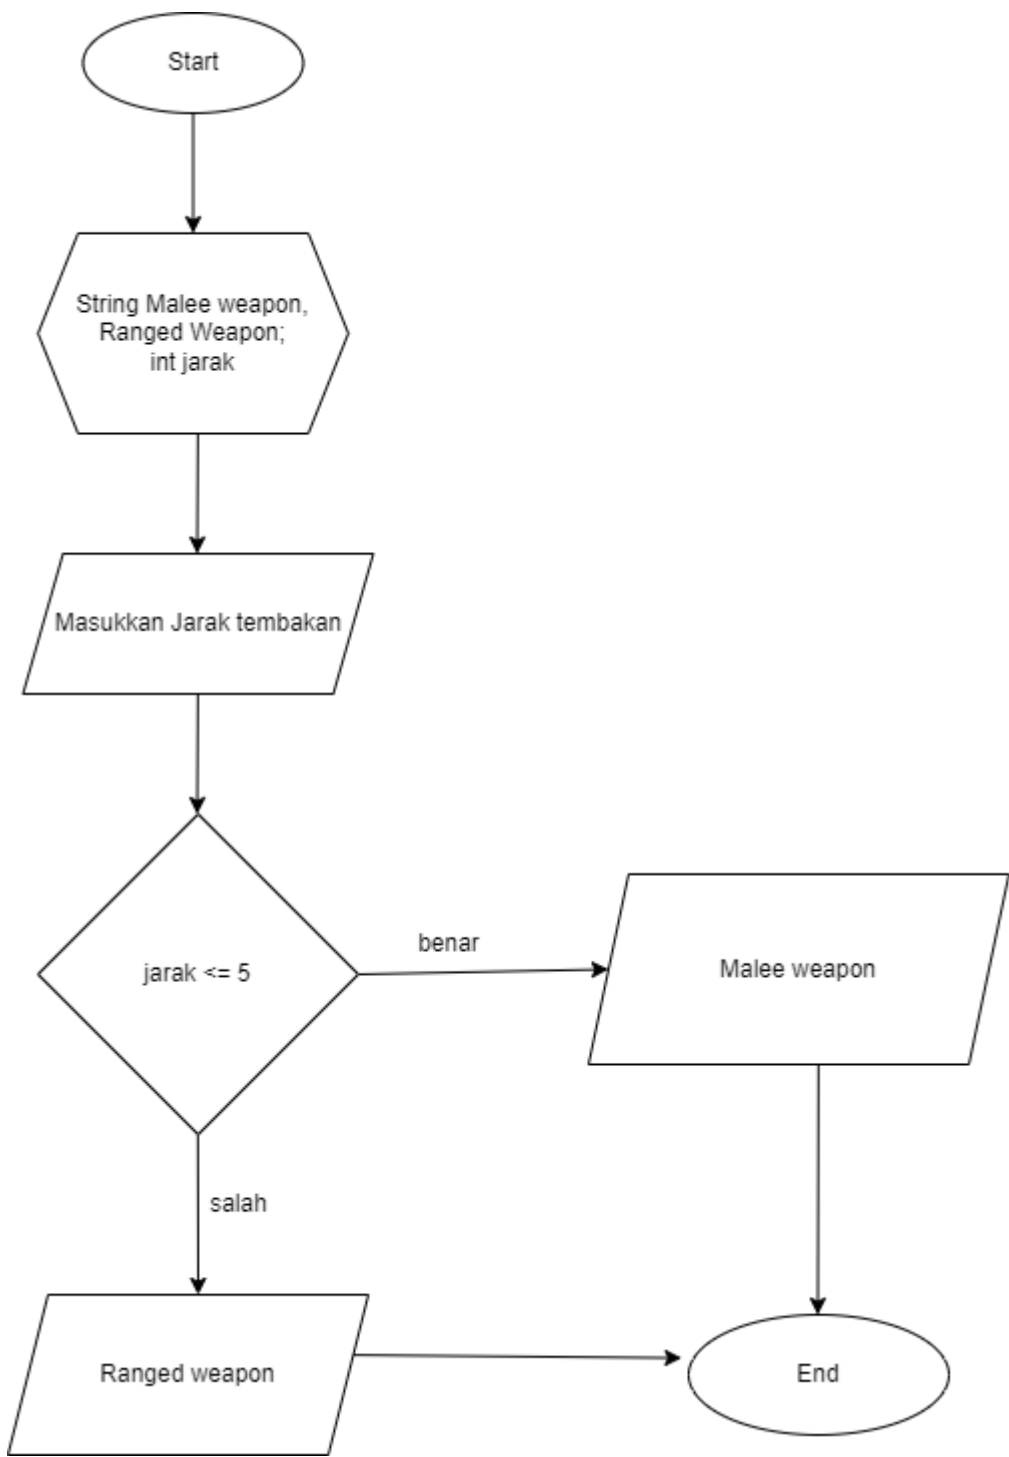 Start
String Malee weapon,
Ranged Weapon;
int jarak
Masukkan Jarak tembakan
jarak <= 5
benar
Malee weapon
salah
Ranged weapon
End